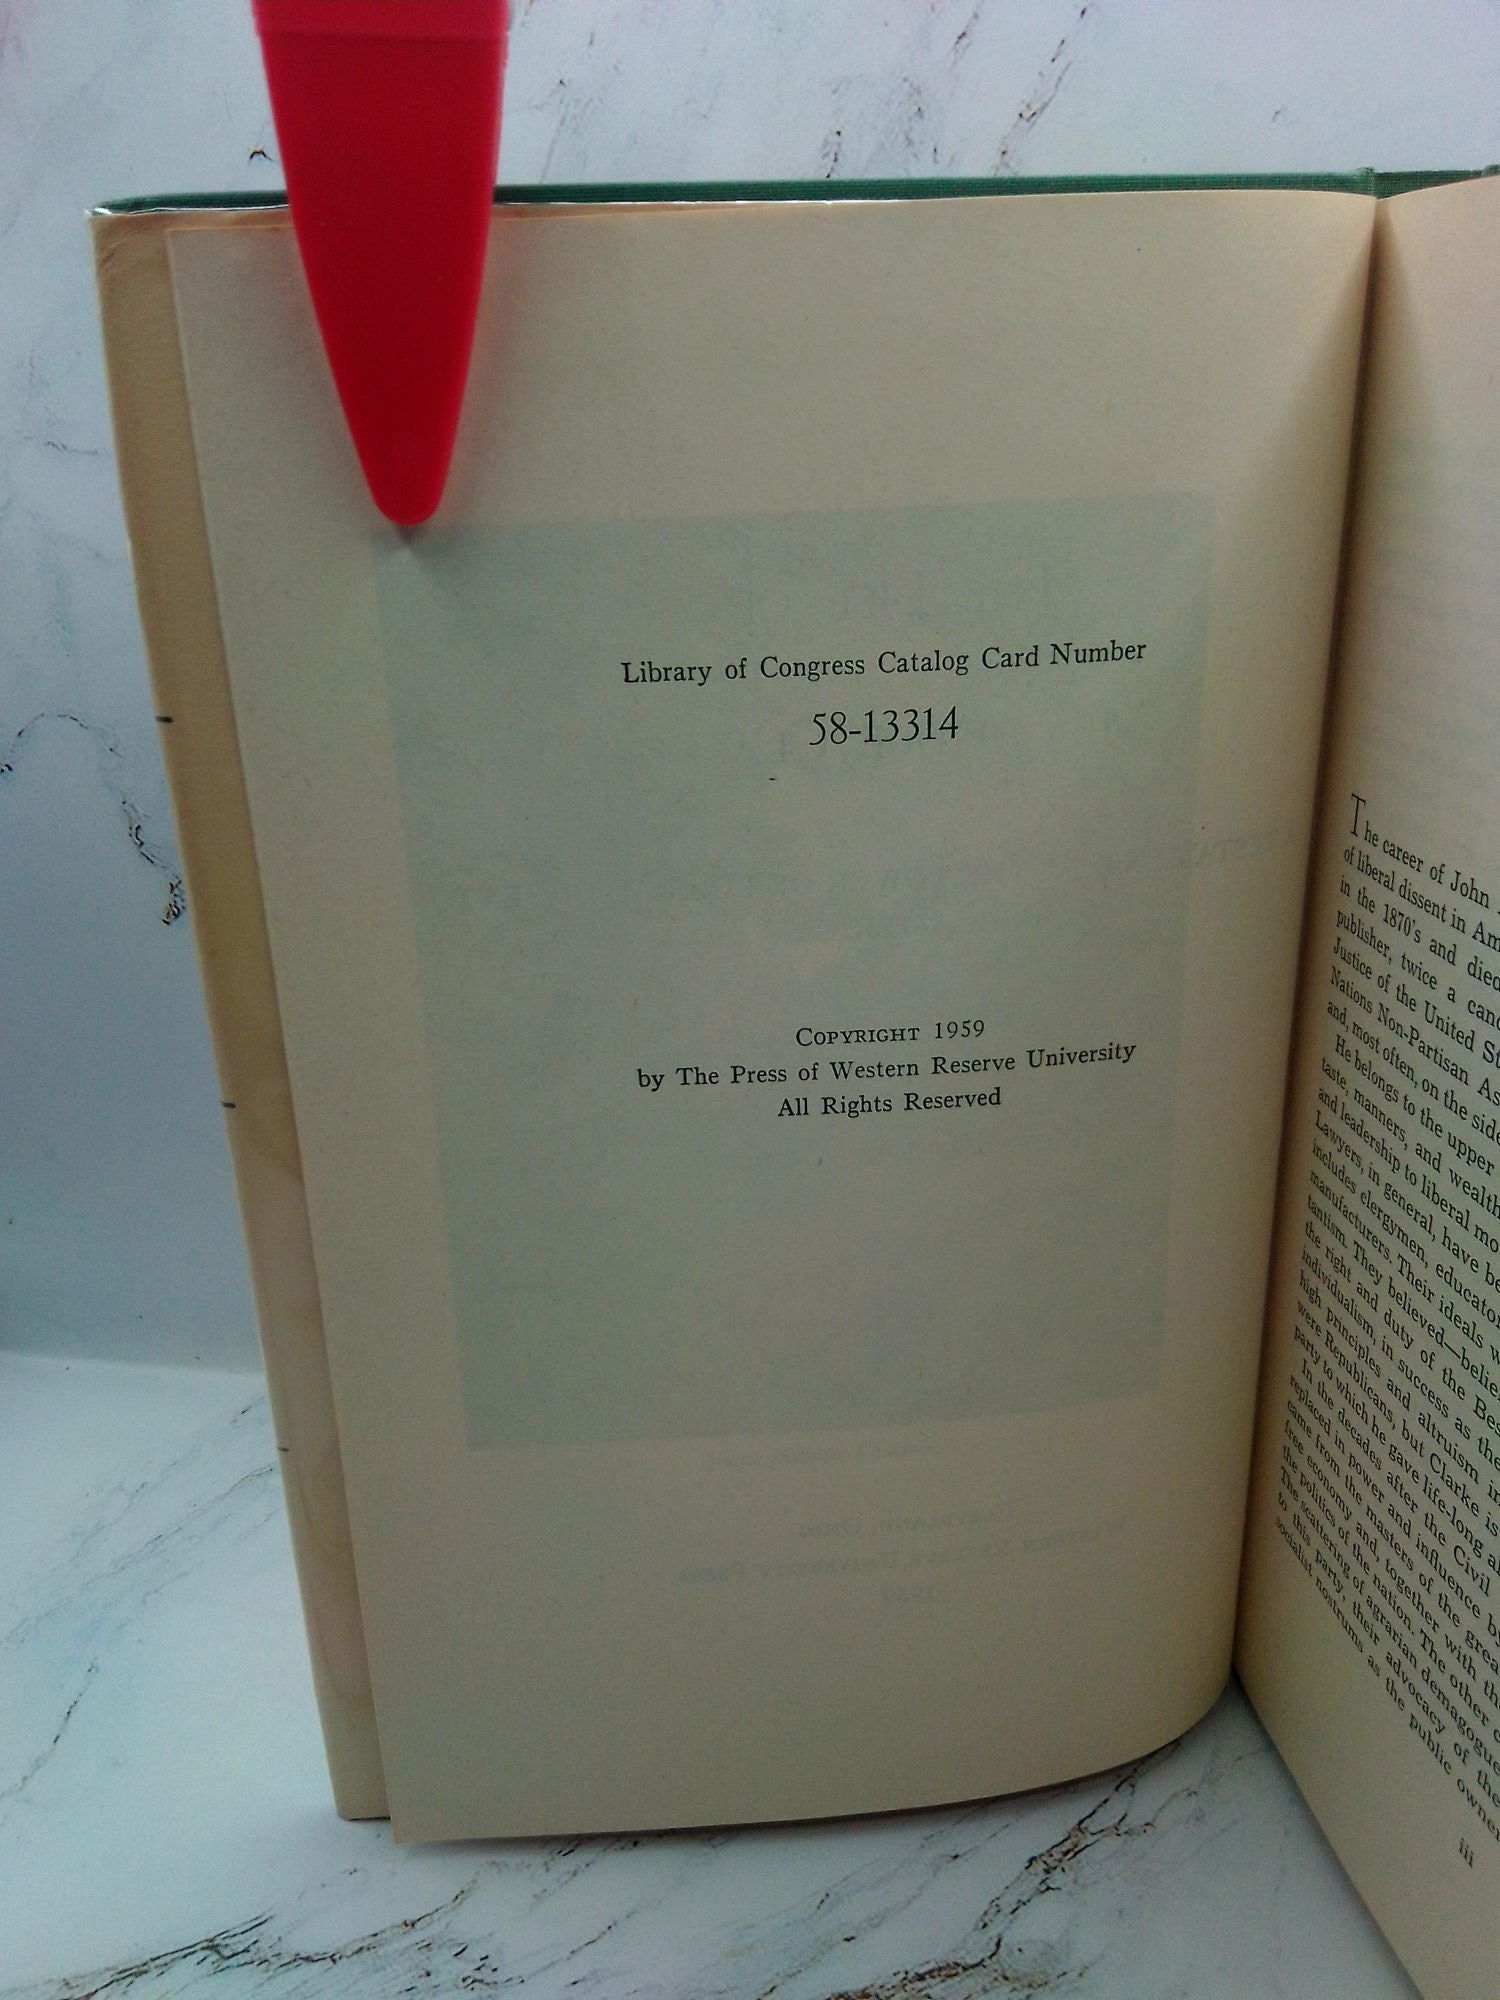 Library of Congress Catalog Card Number
58-13314
COPYRIGHT 1959
by The Press of Western Reserve University
All Rights Reserved
The career of John
of liberal dissent in Am
in the 1870's and died
publisher, twice a cand
Justice of the United St
Nations Non-Partisan As
and, most often, on the side
He belongs to the upper
taste, manners, and wealth
and leadership to liberal mo
Lawyers, in general, have be
includes clergymen, educator
manufacturers. Their ideals w
tantism. They believed—belie
the right and duty of the Bes
individualism, in success as the
high principles and altruism in
were Republicans, but Clarke is
party to which he gave life-long al
In the decades after the Civil
replaced in power and influence by
came from the masters of the grea
free economy and, together with the
the politics of the nation. The other c
The scattering of agrarian demagogue
to this party, their advocacy of the
socialist nostrums as the public owner
iii